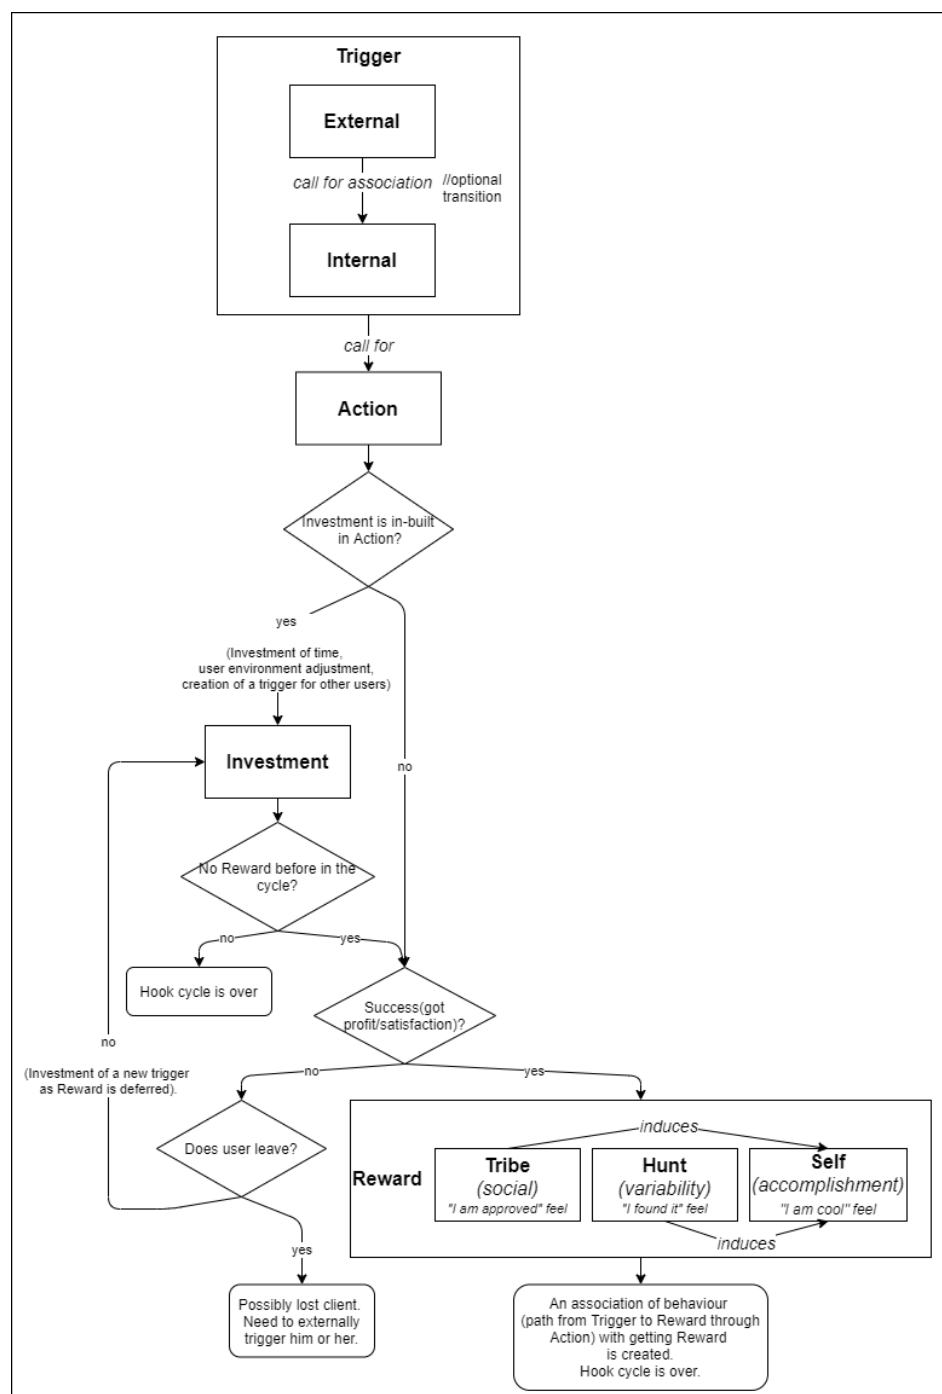 Trigger
External
call for association
//optional
transition
Internal
call for
Action
Investment is in-built
in Action?
yes
(Investment of time,
user environment adjustment,
creation of a trigger for other users)
Investment
no
No Reward before in the
cycle?
no
yes
Hook cycle is over
Success(got
profit/satisfaction)?
no
(Investment of a new trigger
as Reward is deferred).
no
yes
Does user leave?
yes
Reward
induces
Tribe
(social)
"I am approved" feel
Hunt
(variability)
"I found it" feel
Self
(accomplishment)
"I am cool" feel
induces
Possibly lost client.
Need to externally
trigger him or her.
An association of behaviour
(path from Trigger to Reward through
Action) with getting Reward
is created.
Hook cycle is over.